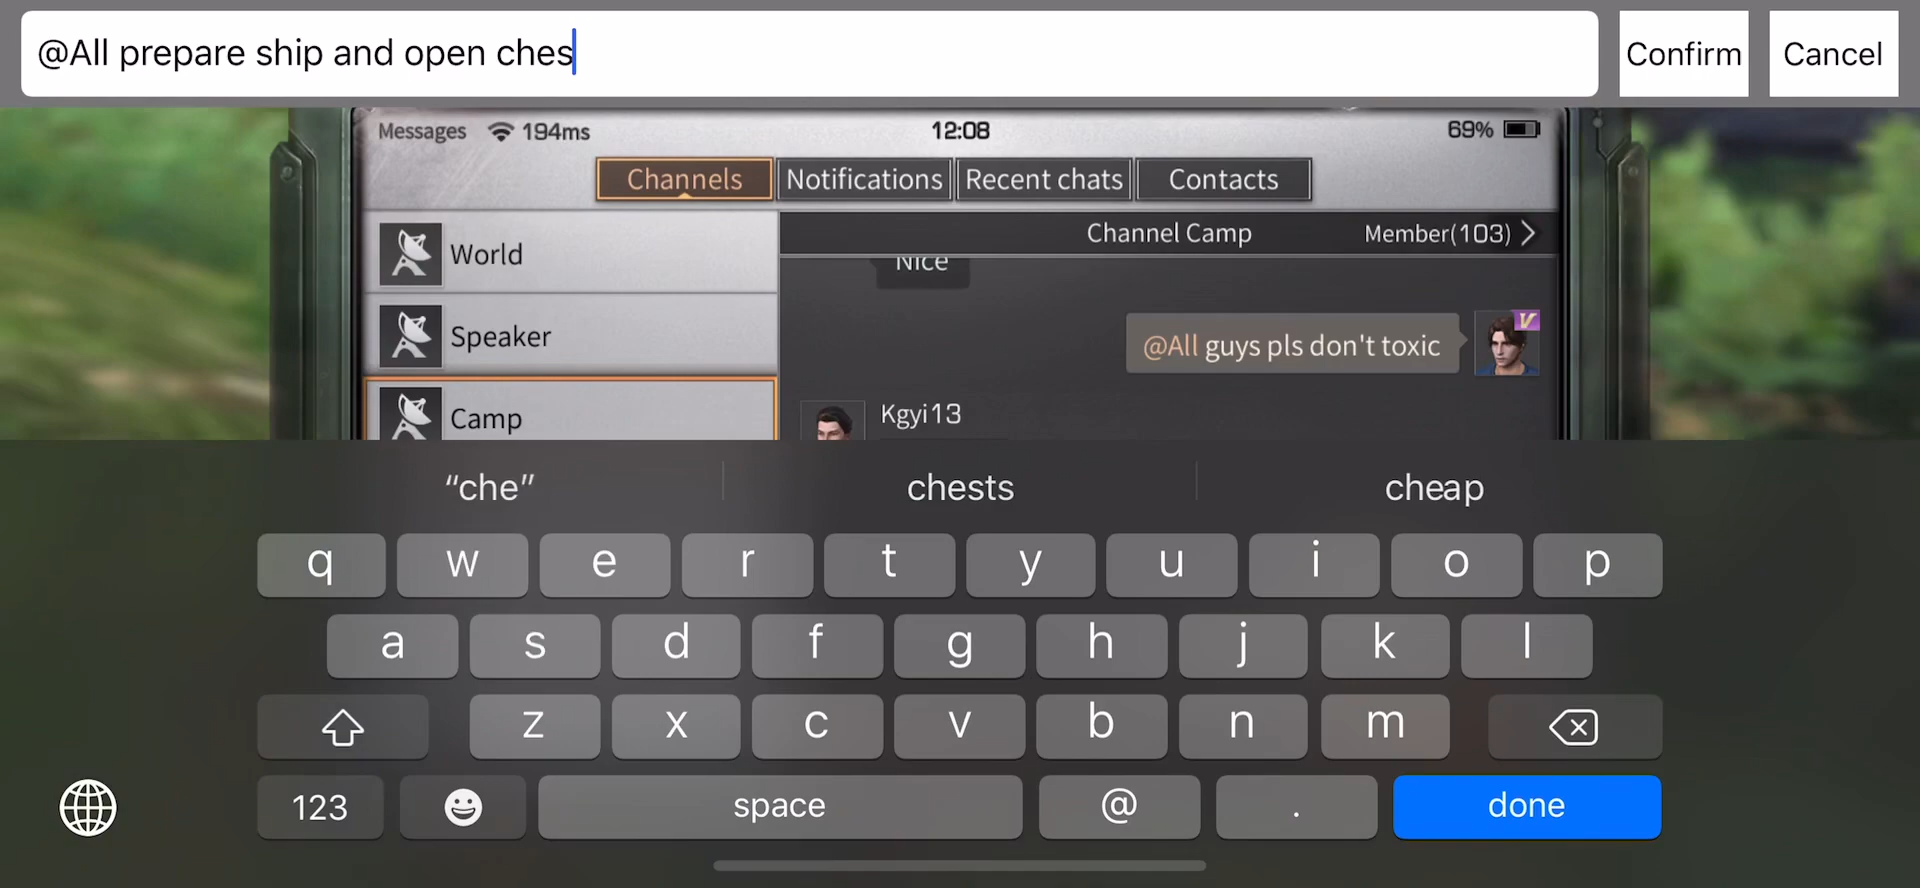 @All prepare ship and open ches
Confirm
Cancel
Messages 194ms
12:08
69%
Channels
Notifications
Recent chats
Contacts
World
Speaker
Camp
Channel Camp
Member(103)
Nice
@All guys pls don't toxic
V
Kgyi13
“che”
chests
cheap
q w e r t y u i o p
a s d f g h j k l
z x c v b n m
123
space
@
.
done